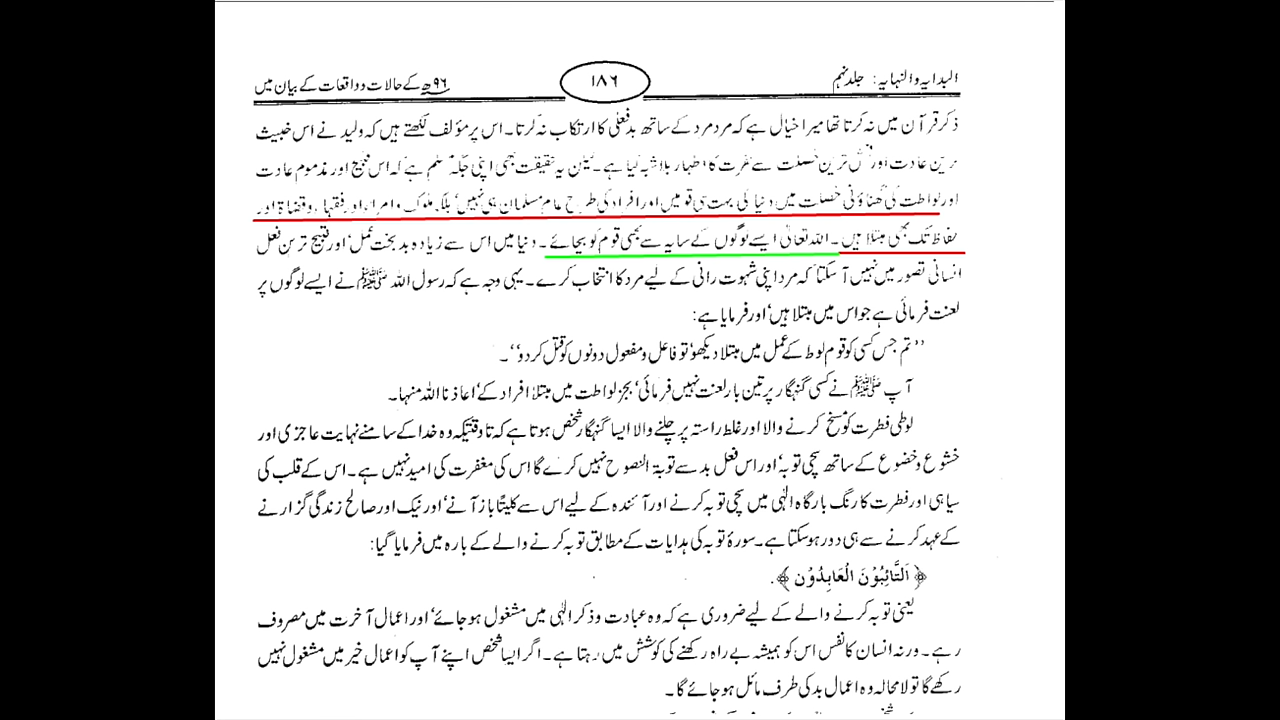 البدایہ والنہایہ: جلد نہم
۱۸۶
۹۶ھ کے حالات و واقعات کے بیان میں
ذکر قرآن میں نہ کرتا تھا میرا خیال ہے کہ مرد مرد کے ساتھ بدفعلی کا ارتکاب نہ کرتا۔ اس پر مؤلف لکھتے ہیں کہ ولید نے اس خبیث
ترین عادت اور فحش ترین خصلت سے نفرت کا اظہار بلاشبہ کیا ہے۔ لیکن یہ حقیقت بھی اپنی جگہ مسلم ہے کہ اس قبیح اور مذموم عادت
اور لواطت کی گھناؤنی خصلت میں دنیا کی بہت سی قومیں اور افراد کی طرح عام مسلمان ہی نہیں‘ بلکہ ملوک و امراء اور فقہاء و قضاۃ اور
حفاظ تک بھی مبتلا ہیں۔ اللہ تعالیٰ ایسے لوگوں کے سایہ سے بھی قوم کو بچائے۔ دنیا میں اس سے زیادہ بدبخت عمل‘ اور قبیح ترین فعل
انسانی تصور میں نہیں آ سکتا کہ مرد اپنی شہوت رانی کے لیے مرد کا انتخاب کرے۔ یہی وجہ ہے کہ رسول اللہ ﷺ نے ایسے لوگوں پر
لعنت فرمائی ہے جو اس میں مبتلا ہیں‘ اور فرمایا ہے:
’’تم جس کسی کو قوم لوط کے عمل میں مبتلا دیکھو‘ تو فاعل و مفعول دونوں کو قتل کر دو‘‘۔
آپ ﷺ نے کسی گنہگار پر تین بار لعنت نہیں فرمائی‘ بجز لواطت میں مبتلا افراد کے‘ اعاذنا اللہ منہا۔
لوطی فطرت کو مسخ کرنے والا اور غلط راستہ پر چلنے والا ایسا گنہگار شخص ہوتا ہے کہ تا وقتیکہ وہ خدا کے سامنے نہایت عاجزی اور
خشوع و خضوع کے ساتھ سچی توبہ‘ اور اس فعل بد سے توبۃ النصوح نہیں کرے گا اس کی مغفرت کی امید نہیں ہے۔ اس کے قلب کی
سیاہی اور فطرت کا رنگ بارگاہ الٰہی میں سچی توبہ کرنے اور آئندہ کے لیے اس سے کلیتًا باز آنے‘ اور نیک اور صالح زندگی گزارنے
کے عہد کرنے سے ہی دور ہو سکتا ہے۔ سورۂ توبہ کی ہدایات کے مطابق توبہ کرنے والے کے بارہ میں فرمایا گیا:
﴿ اَلتَّائِبُوْنَ الْعَابِدُوْن ﴾.
یعنی توبہ کرنے والے کے لیے ضروری ہے کہ وہ عبادت و ذکر الٰہی میں مشغول ہو جائے‘ اور اعمال آخرت میں مصروف
رہے۔ ورنہ انسان کا نفس اس کو ہمیشہ بے راہ رکھنے کی کوشش میں رہتا ہے۔ اگر ایسا شخص اپنے آپ کو اعمال خیر میں مشغول نہیں
رکھے گا تو لا محالہ وہ اعمال بد کی طرف مائل ہو جائے گا۔